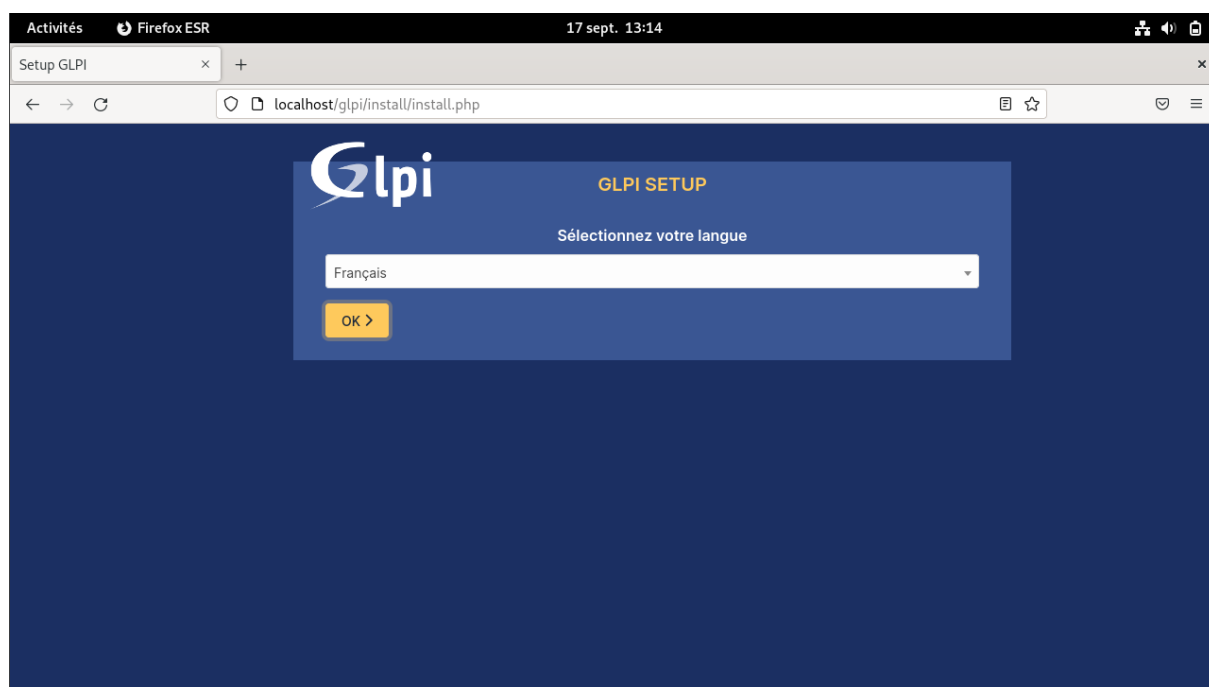 Activités Firefox ESR 17 sept. 13:14
Setup GLPI × + ×
localhost/glpi/install/install.php
Glpi
GLPI SETUP
Sélectionnez votre langue
Français
OK >